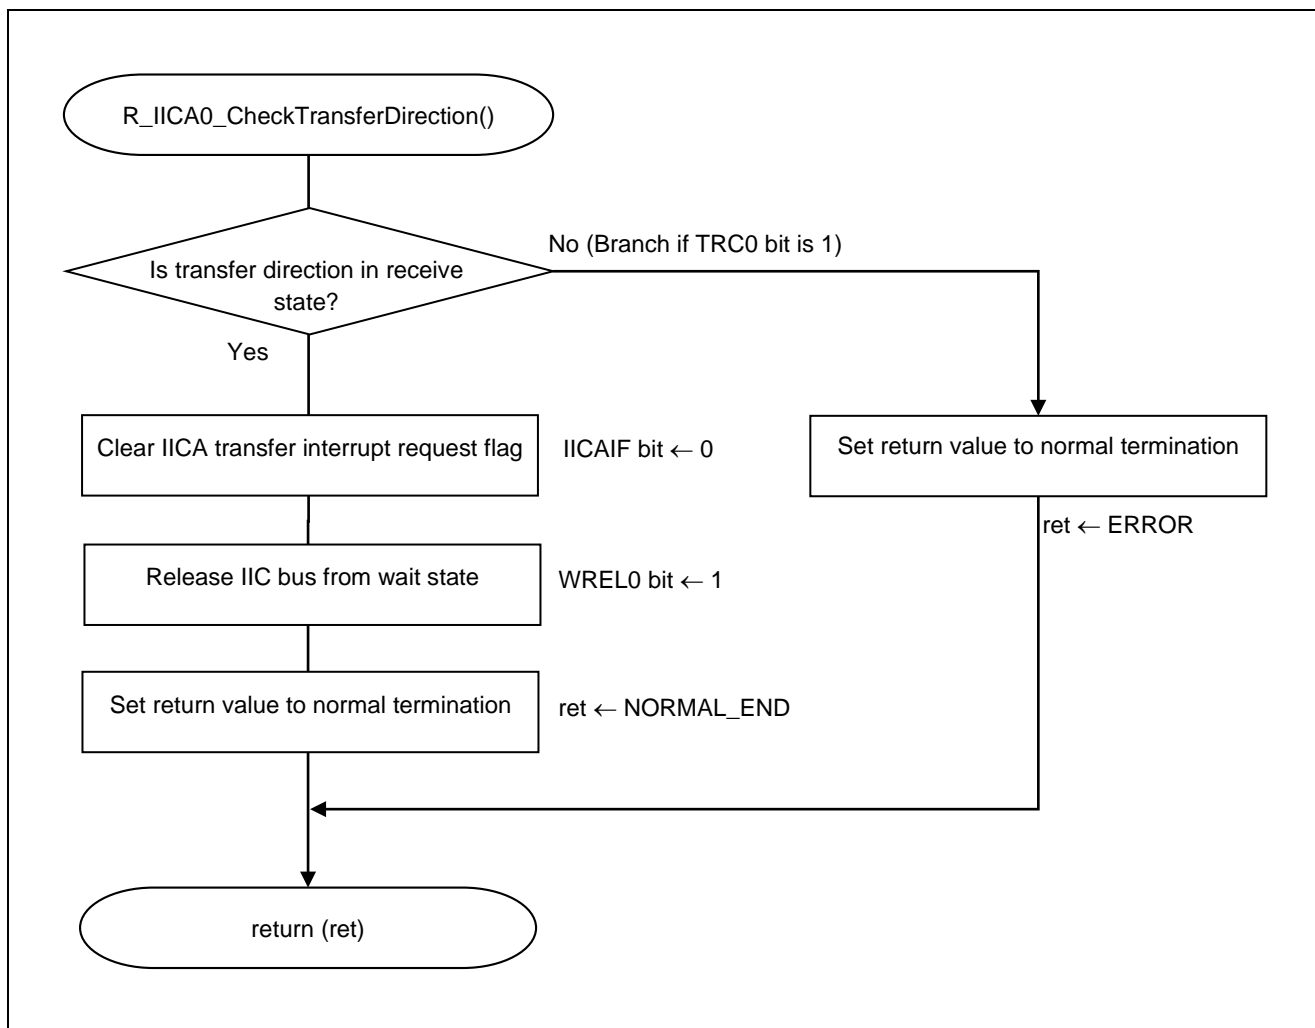 R_IICA0_CheckTransferDirection()
No (Branch if TRC0 bit is 1)
Is transfer direction in receive
state?
Yes
Clear IICA transfer interrupt request flag
IICAIF bit ← 0
Set return value to normal termination
ret ← ERROR
Release IIC bus from wait state
WREL0 bit ← 1
Set return value to normal termination
ret ← NORMAL_END
return (ret)